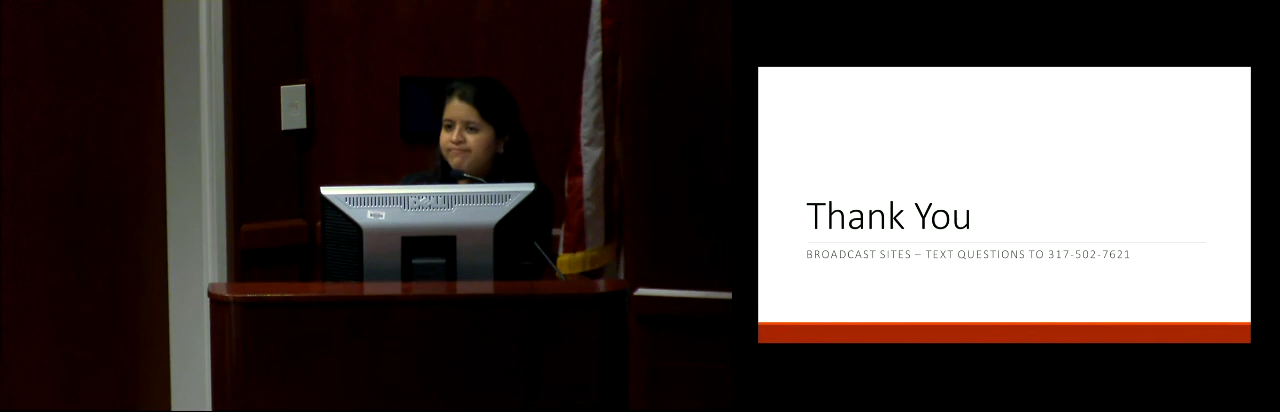 Thank You
BROADCAST SITES – TEXT QUESTIONS TO 317-502-7621